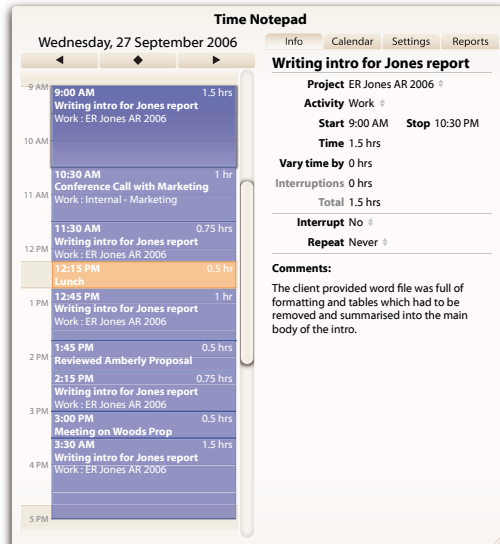 Time Notepad
Wednesday, 27 September 2006
Info Calendar Settings Reports
9 AM
9:00 AM 1.5 hrs
Writing intro for Jones report
Work : ER Jones AR 2006
10 AM
10:30 AM 1 hr
Conference Call with Marketing
Work : Internal - Marketing
11 AM
11:30 AM 0.75 hrs
Writing intro for Jones report
Work : ER Jones AR 2006
12 PM
12:15 PM 0.5 hr
Lunch
12:45 PM 1 hr
Writing intro for Jones report
Work : ER Jones AR 2006
1 PM
1:45 PM 0.5 hrs
Reviewed Amberly Proposal
2 PM
2:15 PM 0.75 hrs
Writing intro for Jones report
Work : ER Jones AR 2006
3 PM
3:00 PM 0.5 hrs
Meeting on Woods Prop
3:30 AM 1.5 hrs
Writing intro for Jones report
Work : ER Jones AR 2006
4 PM
5 PM
Writing intro for Jones report
Project ER Jones AR 2006
Activity Work
Start 9:00 AM Stop 10:30 PM
Time 1.5 hrs
Vary time by 0 hrs
Interruptions 0 hrs
Total 1.5 hrs
Interrupt No
Repeat Never
Comments:
The client provided word file was full of
formatting and tables which had to be
removed and summarised into the main
body of the intro.